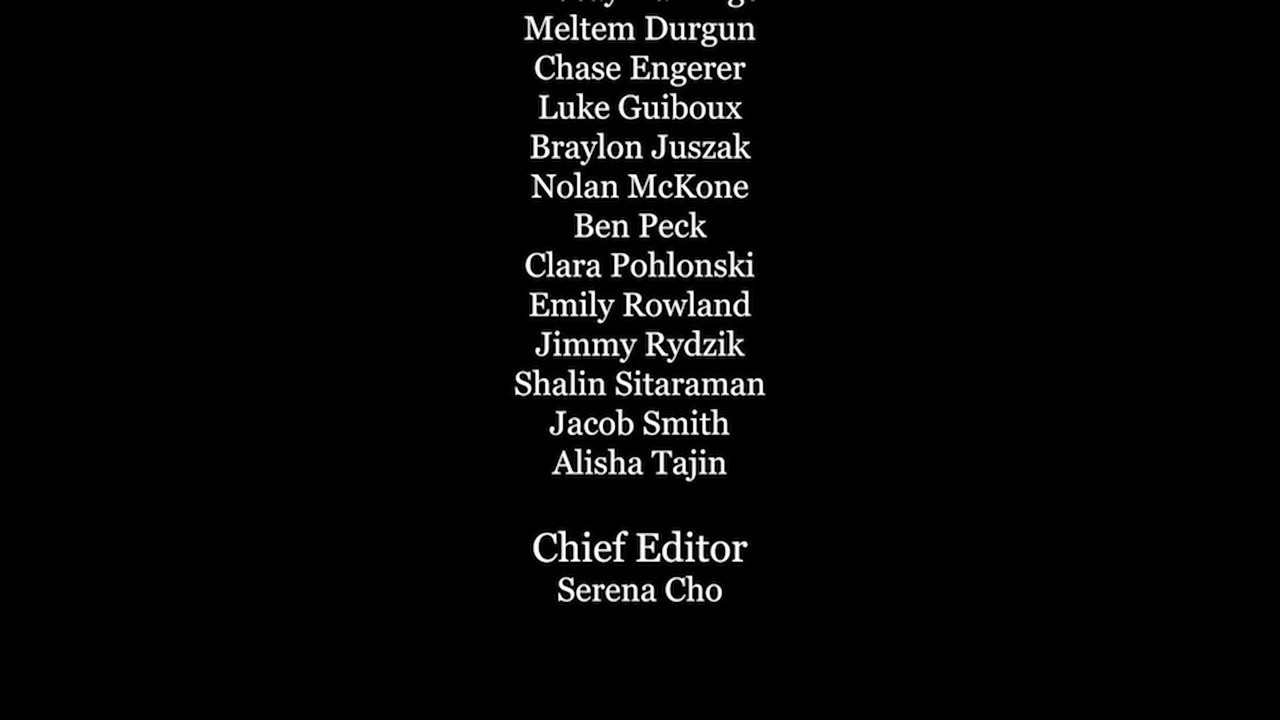 Meltem Durgun
Chase Engerer
Luke Guiboux
Braylon Juszak
Nolan McKone
Ben Peck
Clara Pohlonski
Emily Rowland
Jimmy Rydzik
Shalin Sitaraman
Jacob Smith
Alisha Tajin
Chief Editor
Serena Cho